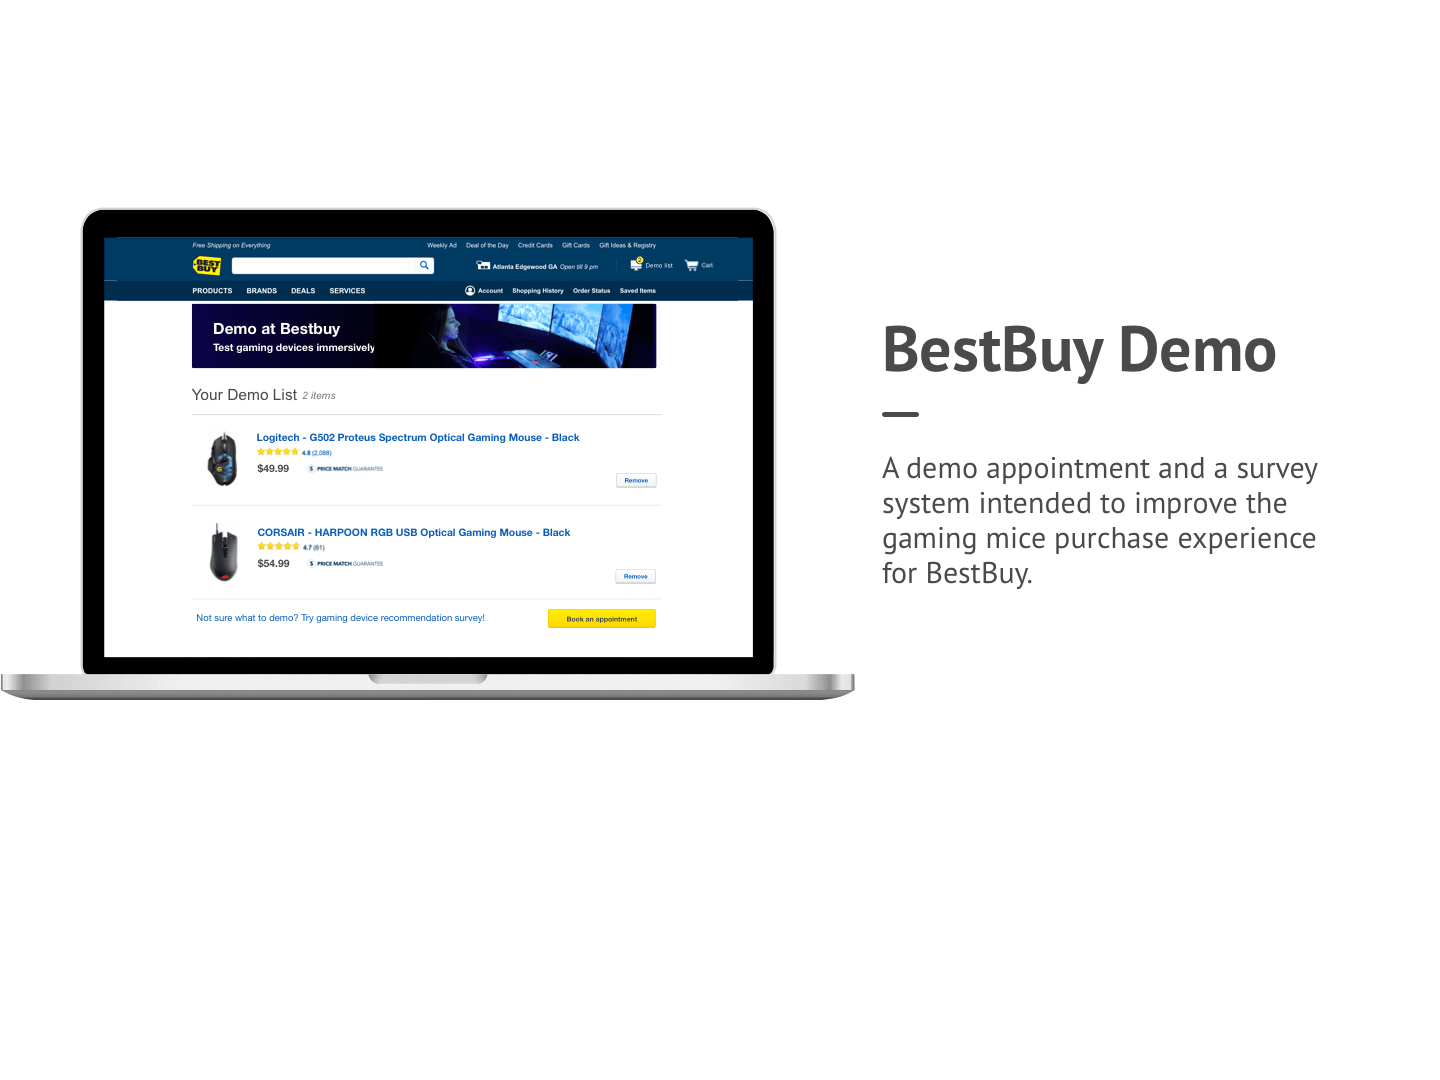 Free Shipping on Everything
Weekly Ad Deal of the Day Credit Cards Gift Cards Gift Ideas & Registry
BEST
BUY
Atlanta Edgewood GA Open till 9 pm
2
Demo list
Cart
PRODUCTS BRANDS DEALS SERVICES
Account Shopping History Order Status Saved Items
Demo at Bestbuy
Test gaming devices immersively
Your Demo List 2 items
Logitech - G502 Proteus Spectrum Optical Gaming Mouse - Black
4.8 (2,088)
$49.99
$ PRICE MATCH GUARANTEE
Remove
CORSAIR - HARPOON RGB USB Optical Gaming Mouse - Black
4.7 (61)
$54.99
$ PRICE MATCH GUARANTEE
Remove
Not sure what to demo? Try gaming device recommendation survey!
Book an appointment
BestBuy Demo
A demo appointment and a survey
system intended to improve the
gaming mice purchase experience
for BestBuy.